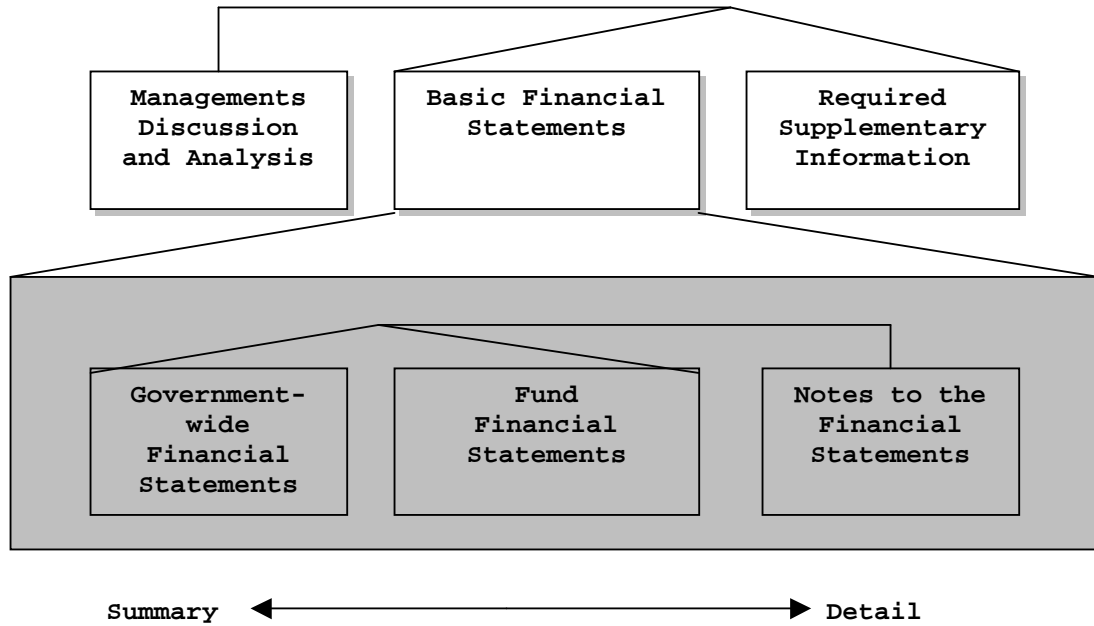 Managements
Discussion
and Analysis
Basic Financial
Statements
Required
Supplementary
Information
Government-
wide
Financial
Statements
Fund
Financial
Statements
Notes to the
Financial
Statements
Summary
Detail